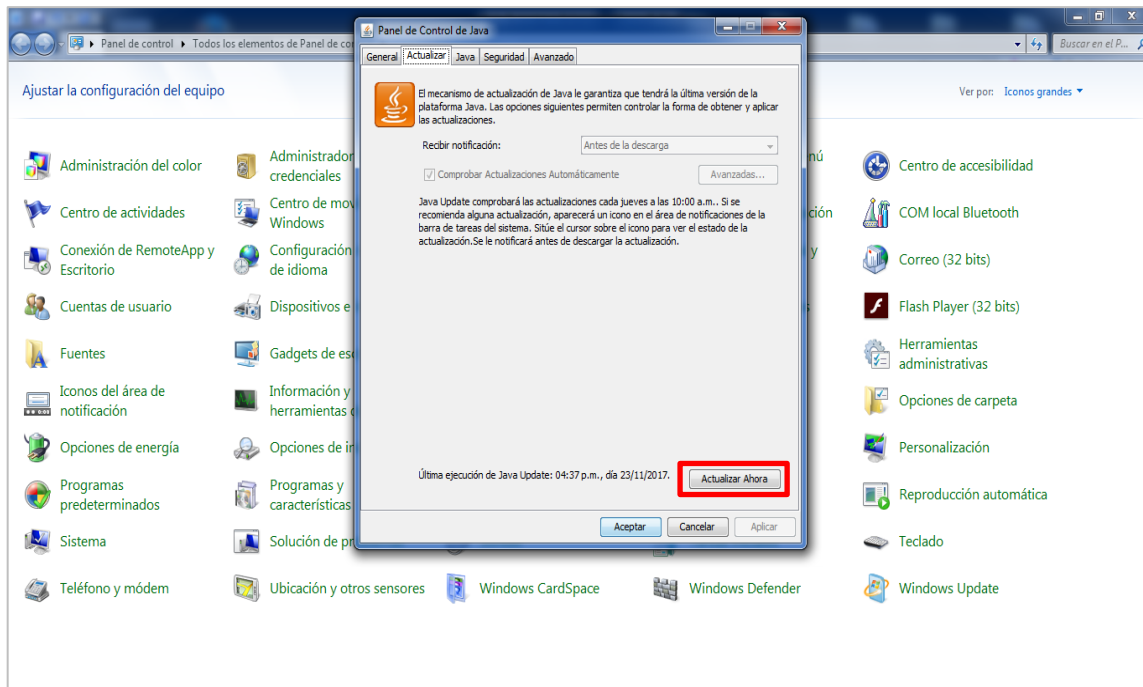 Panel de control ▸ Todos los elementos de Panel de co
Buscar en el P...
Ajustar la configuración del equipo
Ver por: Iconos grandes
Panel de Control de Java
General Actualizar Java Seguridad Avanzado
El mecanismo de actualización de Java le garantiza que tendrá la última versión de la
plataforma Java. Las opciones siguientes permiten controlar la forma de obtener y aplicar
las actualizaciones.
Recibir notificación: Antes de la descarga
Comprobar Actualizaciones Automáticamente Avanzadas...
Java Update comprobará las actualizaciones cada jueves a las 10:00 a.m.. Si se
recomienda alguna actualización, aparecerá un icono en el área de notificaciones de la
barra de tareas del sistema. Sitúe el cursor sobre el icono para ver el estado de la
actualización.Se le notificará antes de descargar la actualización.
Última ejecución de Java Update: 04:37 p.m., día 23/11/2017. Actualizar Ahora
Aceptar Cancelar Aplicar
Administración del color
Administrador
credenciales
nú
Centro de accesibilidad
Centro de actividades
Centro de mov
Windows
ción
COM local Bluetooth
Conexión de RemoteApp y
Escritorio
Configuración
de idioma
y
Correo (32 bits)
Cuentas de usuario
Dispositivos e
Flash Player (32 bits)
Fuentes
Gadgets de esc
Herramientas
administrativas
Iconos del área de
notificación
Información y
herramientas d
Opciones de carpeta
Opciones de energía
Opciones de in
Personalización
Programas
predeterminados
Programas y
características
Reproducción automática
Sistema
Solución de pr
Teclado
Teléfono y módem
Ubicación y otros sensores
Windows CardSpace
Windows Defender
Windows Update